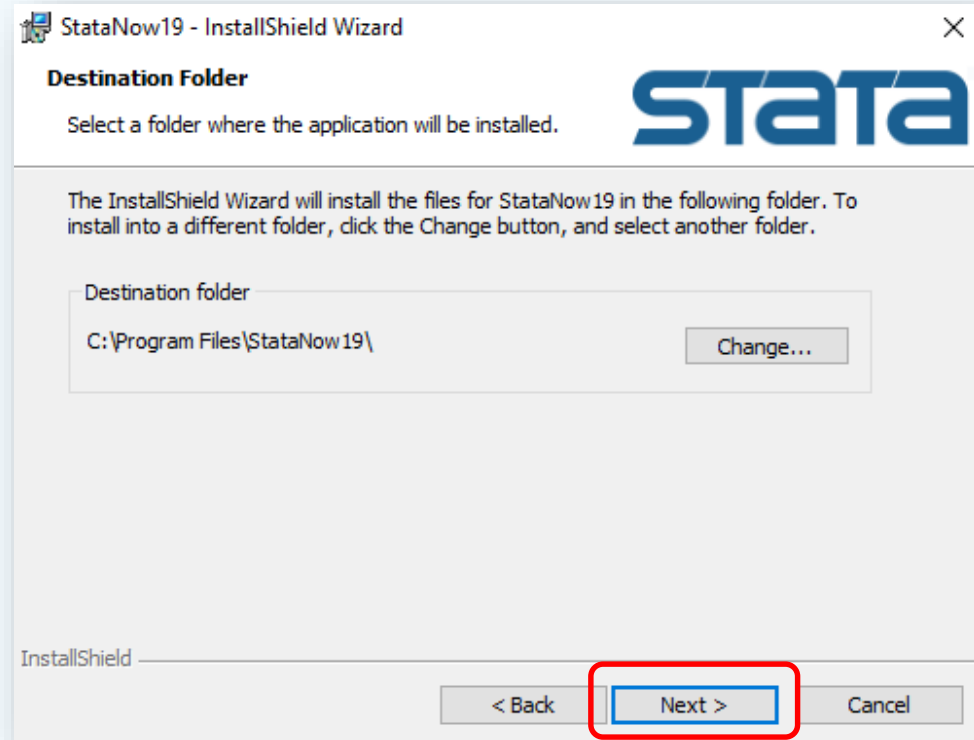 StataNow19 - InstallShield Wizard
Destination Folder
Select a folder where the application will be installed.
stata
The InstallShield Wizard will install the files for StataNow19 in the following folder. To
install into a different folder, click the Change button, and select another folder.
Destination folder
C:\Program Files\StataNow19\
Change...
InstallShield
< Back
Next >
Cancel